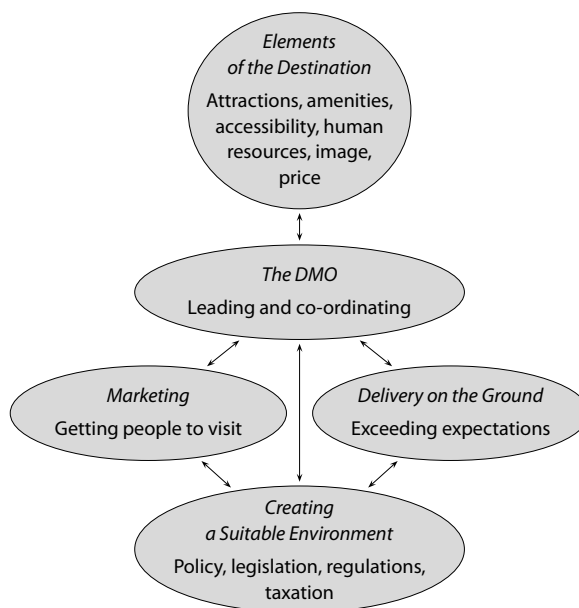 Elements
of the Destination
Attractions, amenities,
accessibility, human
resources, image,
price
The DMO
Leading and co-ordinating
Marketing
Getting people to visit
Delivery on the Ground
Exceeding expectations
Creating
a Suitable Environment
Policy, legislation, regulations,
taxation